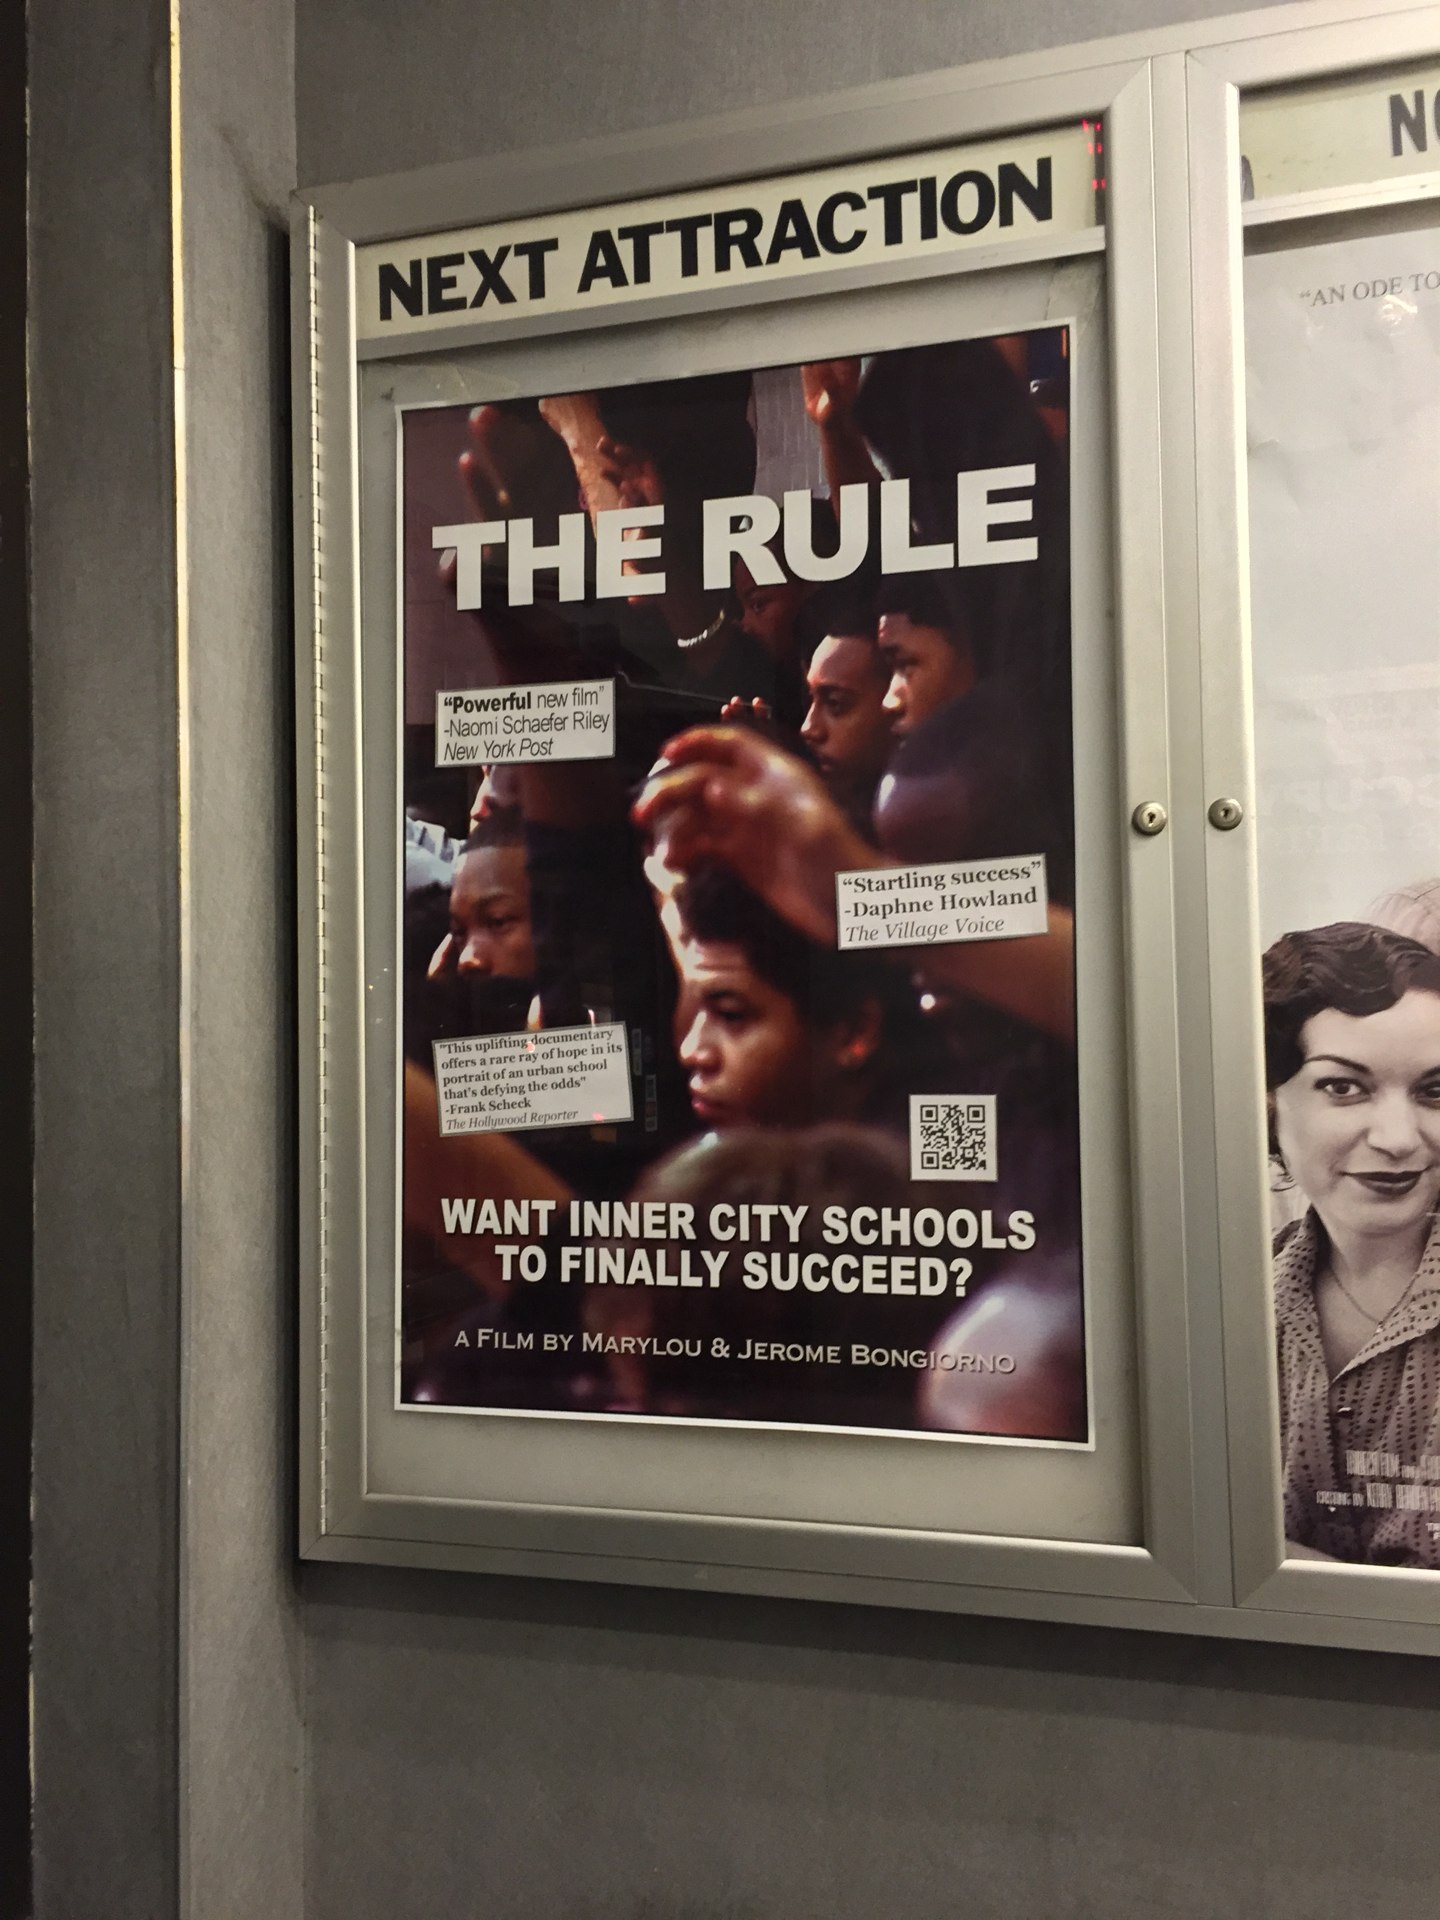 NEXT ATTRACTION
THE RULE
“Powerful new film”
-Naomi Schaefer Riley
New York Post
“Startling success”
-Daphne Howland
The Village Voice
"This uplifting documentary
offers a rare ray of hope in its
portrait of an urban school
that's defying the odds"
-Frank Scheck
The Hollywood Reporter
WANT INNER CITY SCHOOLS
TO FINALLY SUCCEED?
A FILM BY MARYLOU & JEROME BONGIORNO
“AN ODE TO